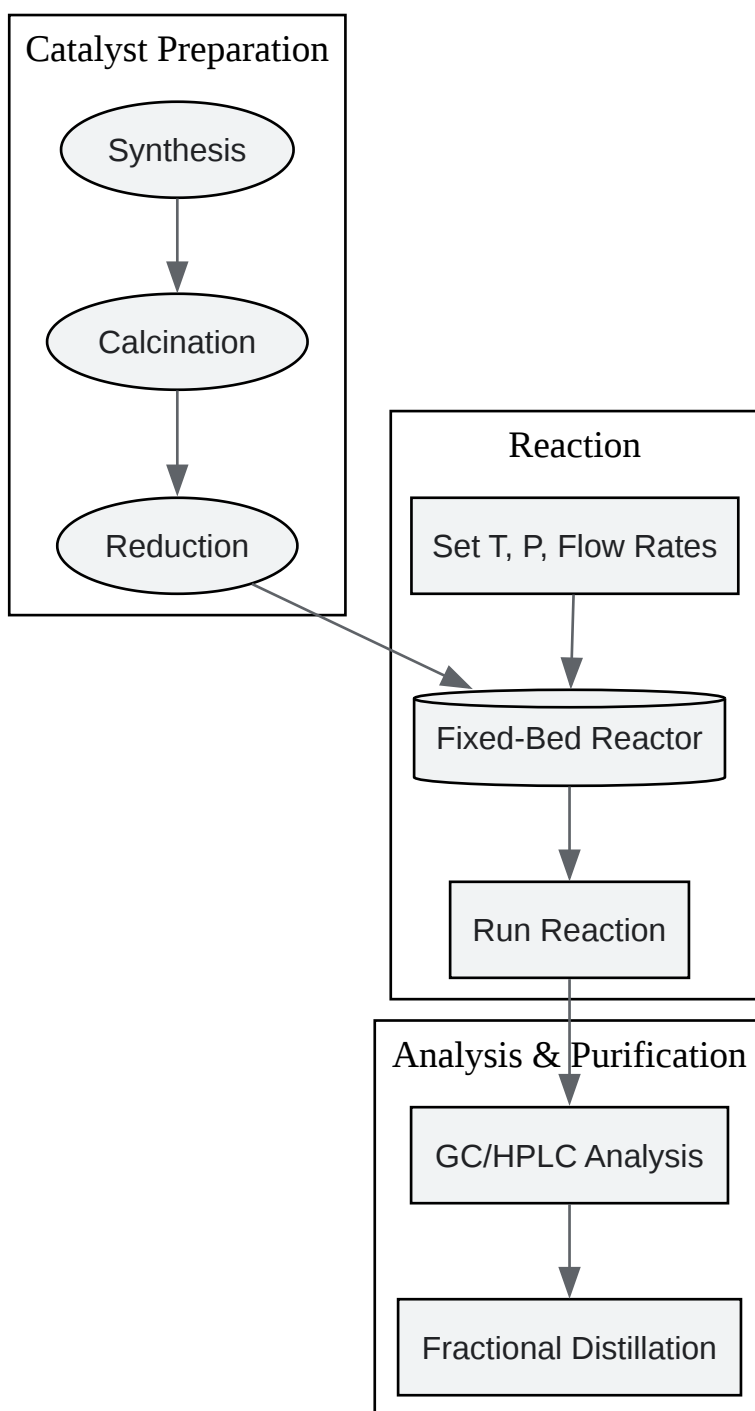 Catalyst Preparation
Synthesis
Calcination
Reduction
Reaction
Set T, P, Flow Rates
Fixed-Bed Reactor
Run Reaction
Analysis & Purification
GC/HPLC Analysis
Fractional Distillation